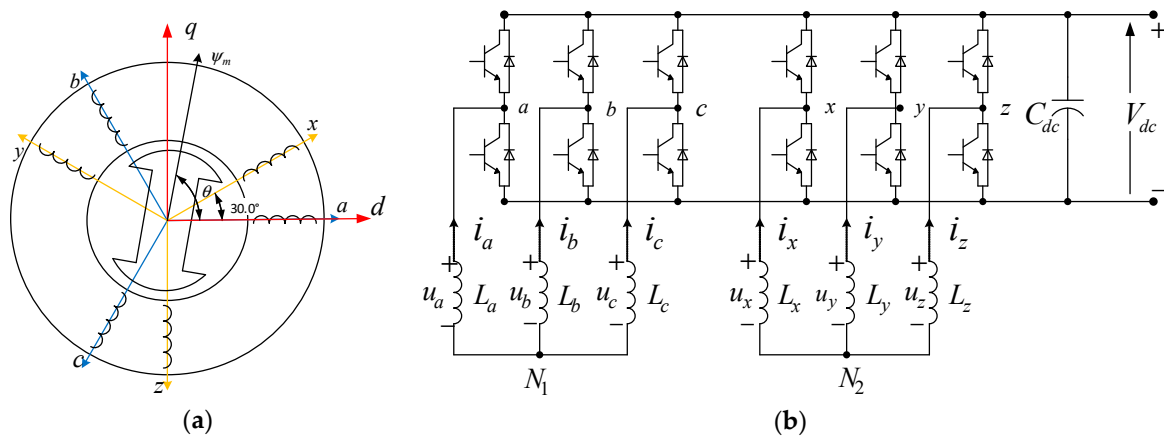 q
ψm
b
x
y
θ
30.0°
a
d
c
z
(a)
a
b
c
x
y
z
Cdc
Vdc
+
−
ia
ib
ic
ix
iy
iz
+
+
+
+
+
+
ua
La
ub
Lb
uc
Lc
ux
Lx
uy
Ly
uz
Lz
−
−
−
−
−
−
N1
N2
(b)